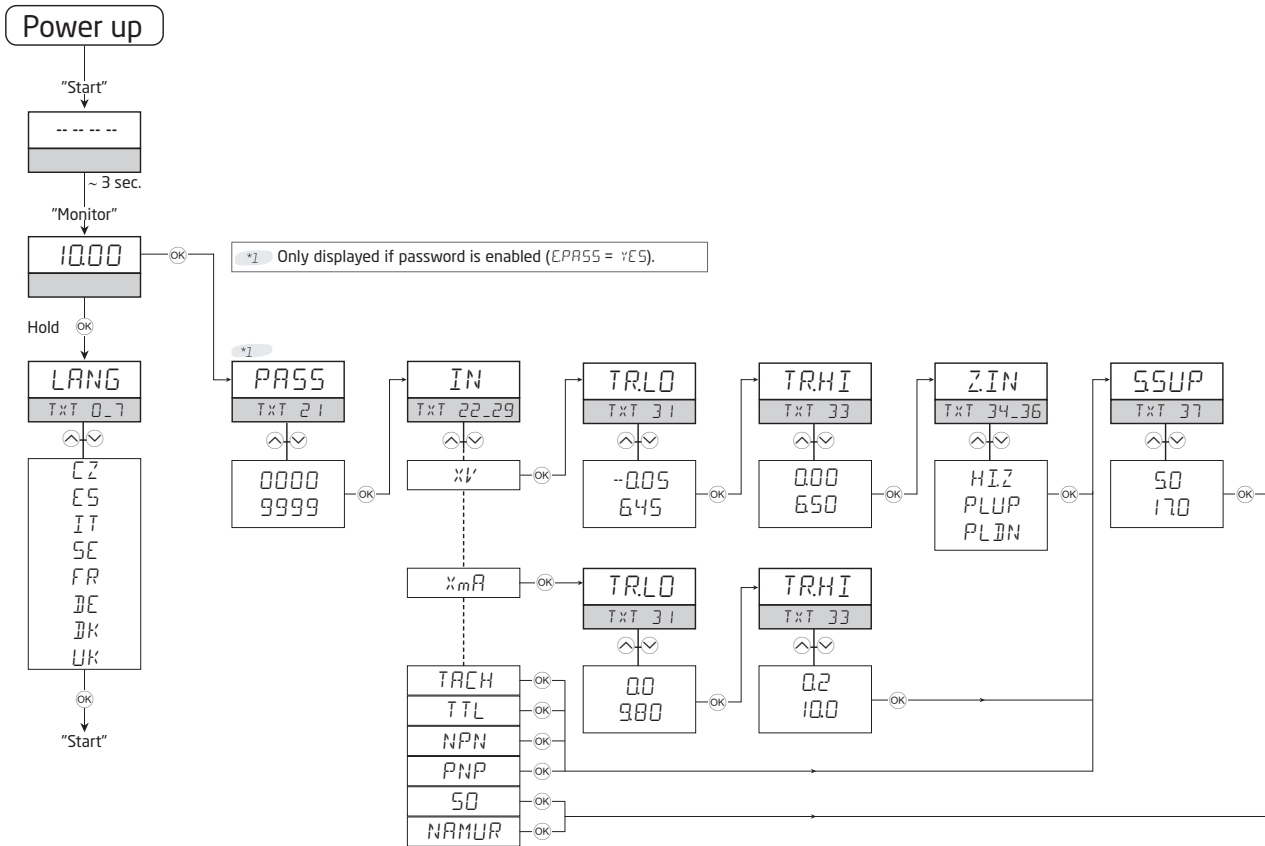 Power up
"Start"
-- -- -- --
~ 3 sec.
"Monitor"
10.00
OK
*1 Only displayed if password is enabled (E.PASS = YES).
Hold OK
*1
LANG
TXT 0_7
PASS
TXT 21
IN
TXT 22_29
TR.LO
TXT 31
TR.HI
TXT 33
Z.IN
TXT 34_36
S.SUP
TXT 37
CZ
ES
IT
SE
FR
DE
DK
UK
OK
"Start"
0000
9999
OK
XV
OK
-0.05
6.45
OK
0.00
6.50
OK
HI.Z
PLUP
PLDN
OK
5.0
17.0
OK
XmA
OK
TR.LO
TXT 31
TR.HI
TXT 33
0.0
9.80
OK
0.2
10.0
OK
TACH
OK
TTL
OK
NPN
OK
PNP
OK
S0
OK
NAMUR
OK